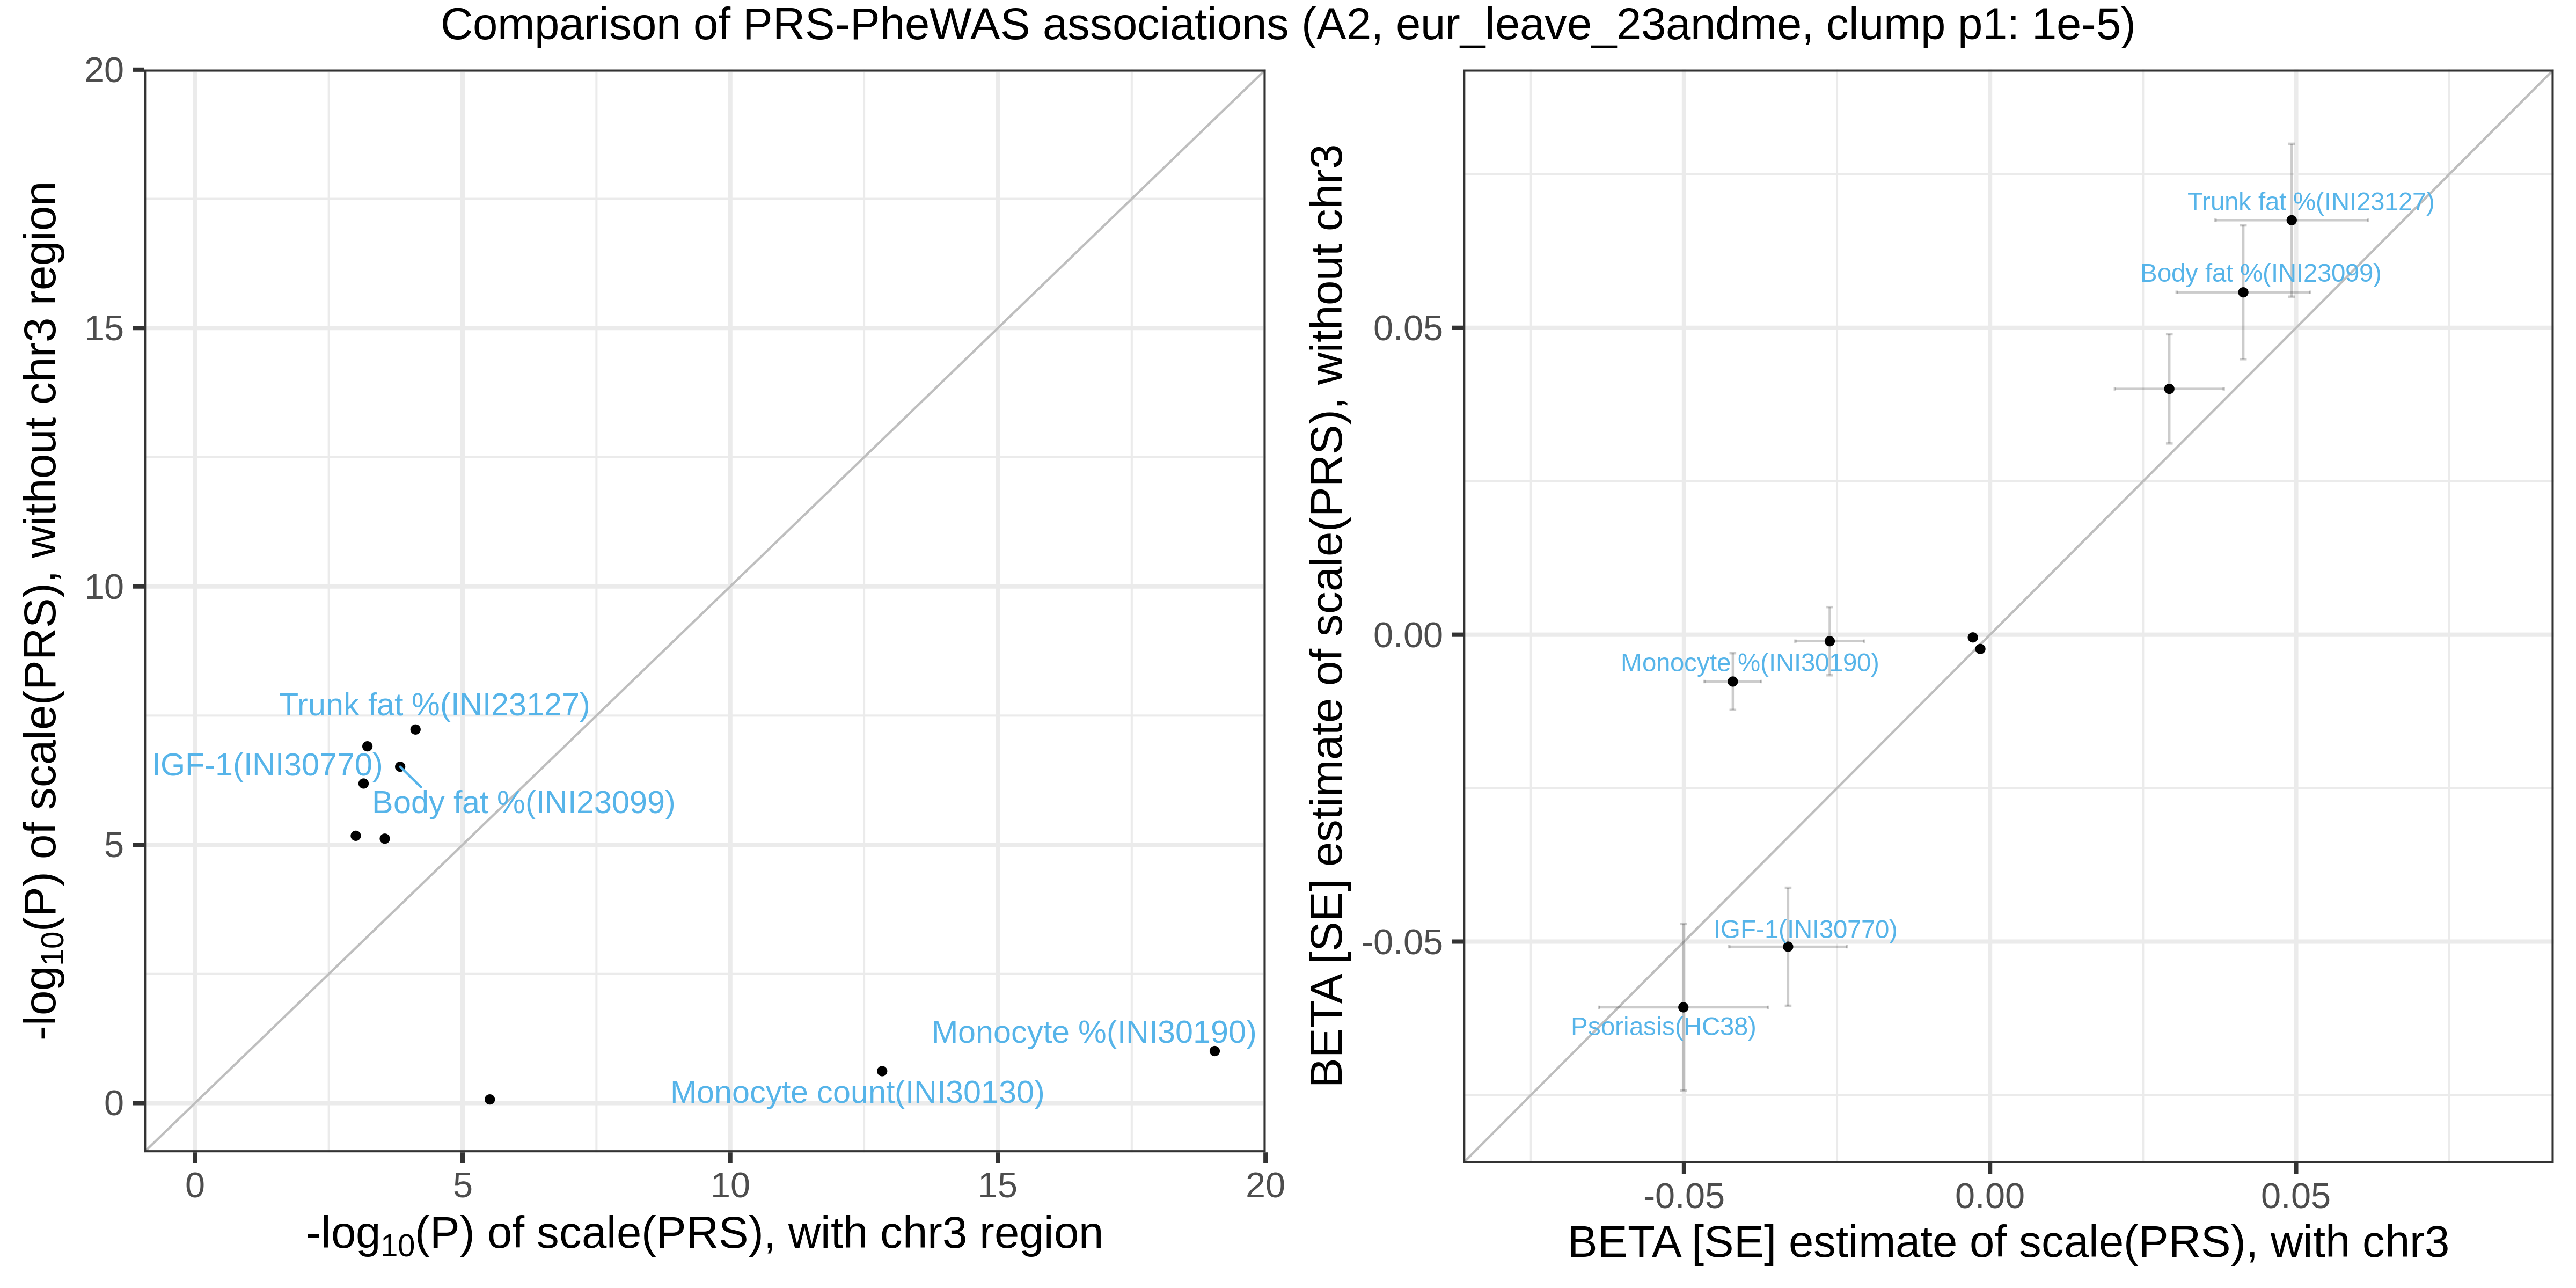 Comparison of PRS-PheWAS associations (A2, eur_leave_23andme, clump p1: 1e-5)
-log10(P) of scale(PRS), without chr3 region
20
15
10
5
0
Trunk fat %(INI23127)
IGF-1(INI30770)
Body fat %(INI23099)
Monocyte %(INI30190)
Monocyte count(INI30130)
0 5 10 15 20
-log10(P) of scale(PRS), with chr3 region
BETA [SE] estimate of scale(PRS), without chr3
0.05
0.00
-0.05
Trunk fat %(INI23127)
Body fat %(INI23099)
Monocyte %(INI30190)
IGF-1(INI30770)
Psoriasis(HC38)
-0.05 0.00 0.05
BETA [SE] estimate of scale(PRS), with chr3